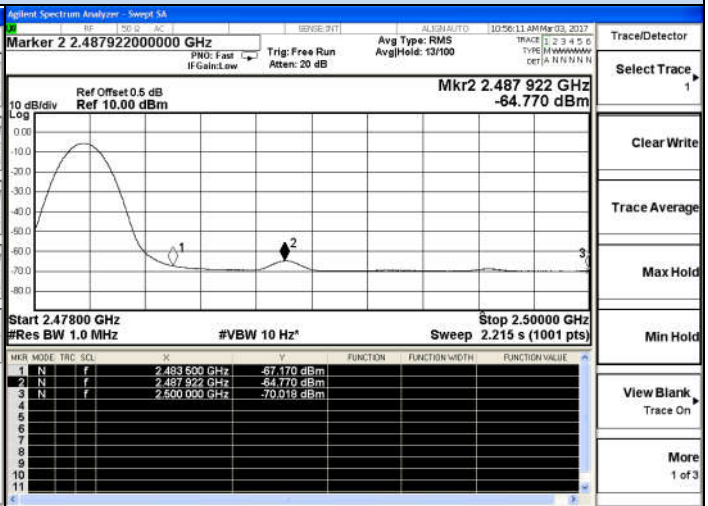 Agilent Spectrum Analyzer - Swept SA
RF 50 Ω AC SENSE:INT ALIGNAUTO 10:56:11 AM Mar 03, 2017
Marker 2 2.487922000000 GHz
PNO: Fast
IFGain:Low
Trig: Free Run
Atten: 20 dB
Avg Type: RMS
Avg|Hold: 13/100
TRACE 1 2 3 4 5 6
TYPE M WWWWW
DET A N N N N N
Ref Offset 0.5 dB
10 dB/div Ref 10.00 dBm
Log
Mkr2 2.487 922 GHz
-64.770 dBm
0.00
-10.0
-20.0
-30.0
-40.0
-50.0
-60.0
-70.0
-80.0
1
2
3
Start 2.47800 GHz Stop 2.50000 GHz
#Res BW 1.0 MHz #VBW 10 Hz* Sweep 2.215 s (1001 pts)
MKR MODE TRC SCL X Y FUNCTION FUNCTION WIDTH FUNCTION VALUE
1 N f 2.483 500 GHz -67.170 dBm
2 N f 2.487 922 GHz -64.770 dBm
3 N f 2.500 000 GHz -70.018 dBm
4
5
6
7
8
9
10
11
Trace/Detector
Select Trace
1
Clear Write
Trace Average
Max Hold
Min Hold
View Blank
Trace On
More
1 of 3